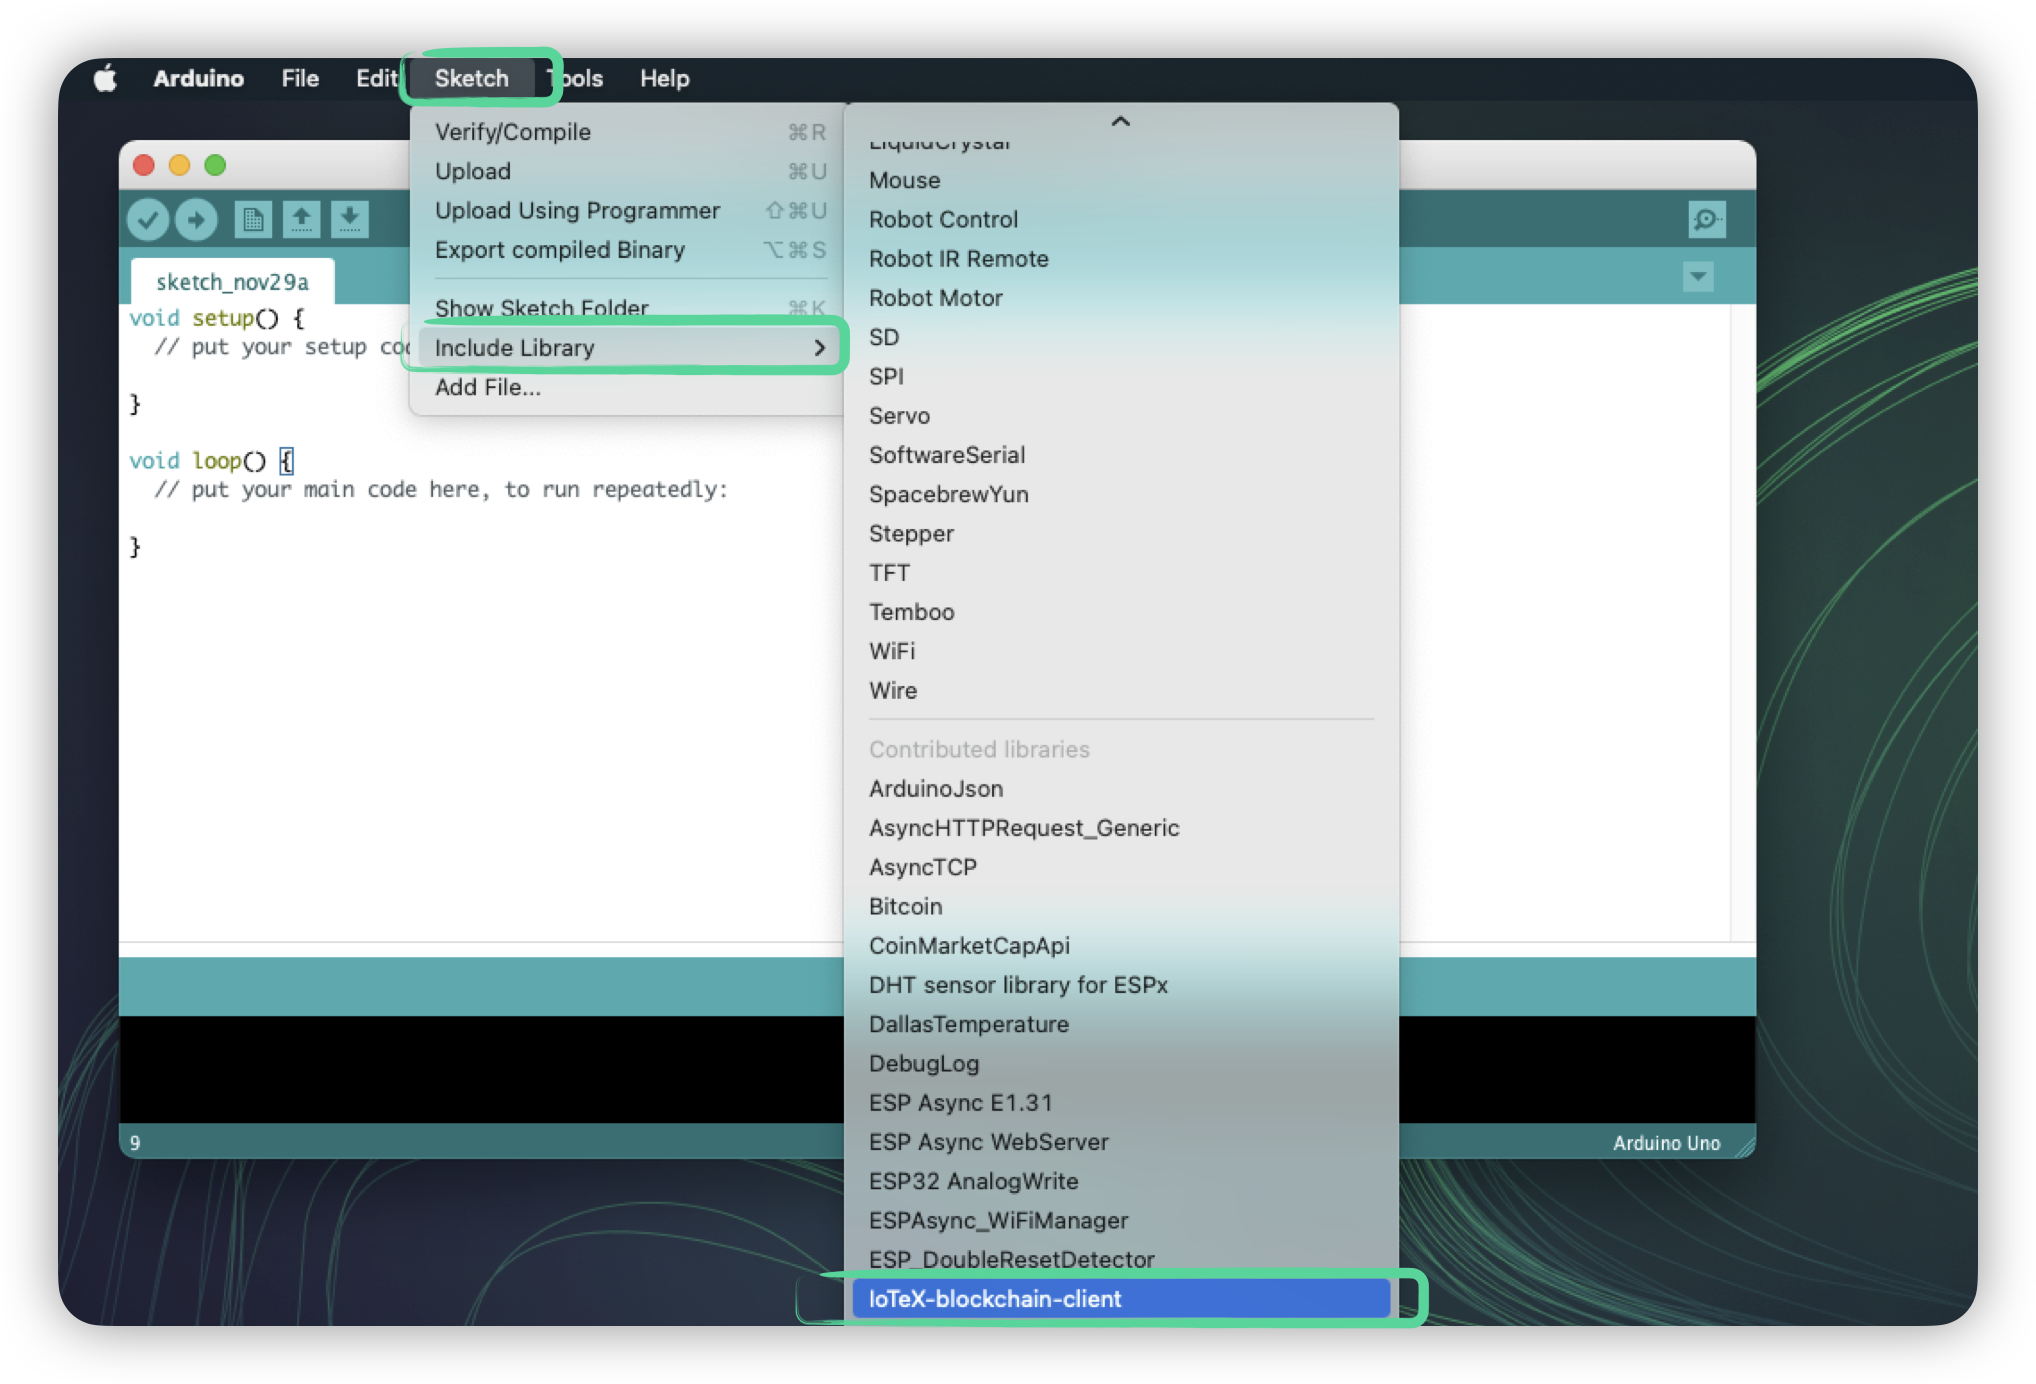 Arduino File Edit Sketch Tools Help
Verify/Compile ⌘R
Upload ⌘U
Upload Using Programmer ⇧⌘U
Export compiled Binary ⌥⌘S
Show Sketch Folder ⌘K
Include Library
Add File...
sketch_nov29a
void setup() {
// put your setup
}
void loop() {
// put your main code here, to run repeatedly:
}
9
Arduino Uno
LiquidCrystal
Mouse
Robot Control
Robot IR Remote
Robot Motor
SD
SPI
Servo
SoftwareSerial
SpacebrewYun
Stepper
TFT
Temboo
WiFi
Wire
Contributed libraries
ArduinoJson
AsyncHTTPRequest_Generic
AsyncTCP
Bitcoin
CoinMarketCapApi
DHT sensor library for ESPx
DallasTemperature
DebugLog
ESP Async E1.31
ESP Async WebServer
ESP32 AnalogWrite
ESPAsync_WiFiManager
ESP_DoubleResetDetector
IoTeX-blockchain-client